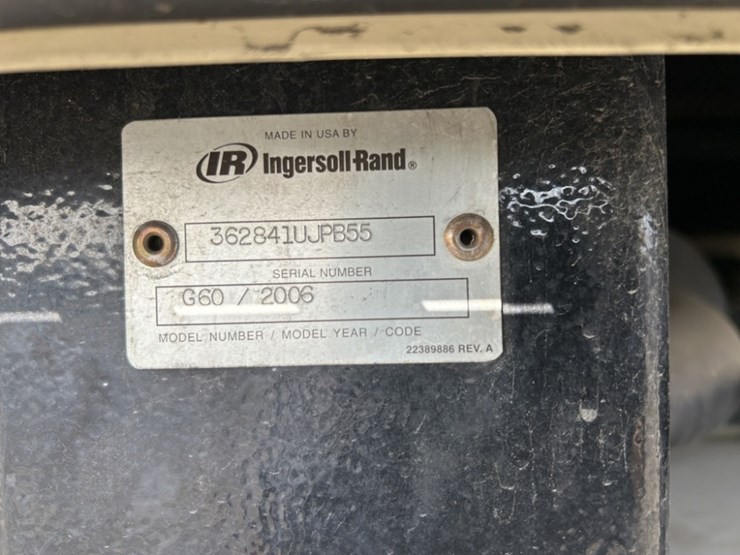 MADE IN USA BY
IR Ingersoll-Rand®
362841UJPB55
SERIAL NUMBER
G60 / 2006
MODEL NUMBER / MODEL YEAR / CODE
22389886 REV. A